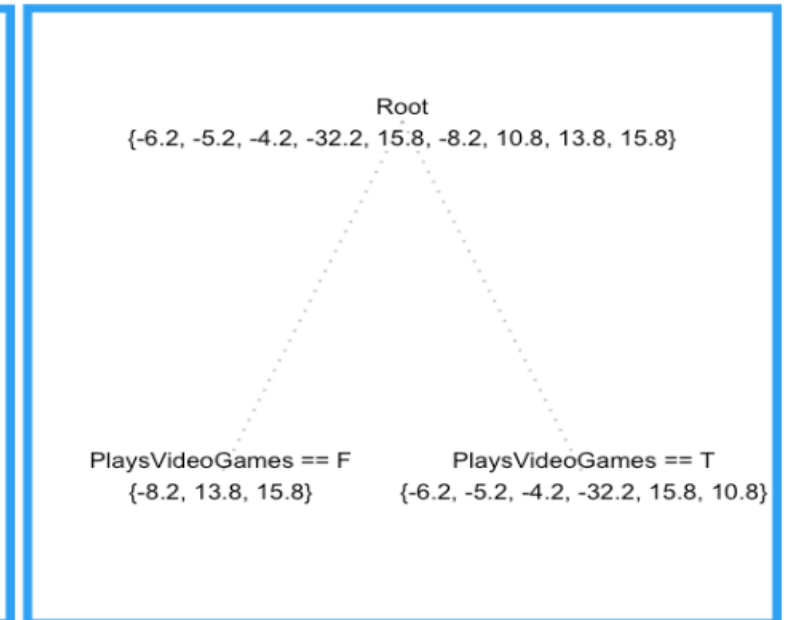 Root
{-6.2, -5.2, -4.2, -32.2, 15.8, -8.2, 10.8, 13.8, 15.8}
PlaysVideoGames == F
PlaysVideoGames == T
{-8.2, 13.8, 15.8}
{-6.2, -5.2, -4.2, -32.2, 15.8, 10.8}